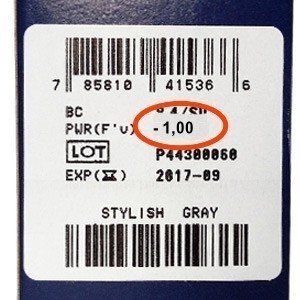 7 85810 41536 6
BC
PWR(F'v) -1,00
LOT P44300060
EXP(⧖) 2017-09
STYLISH GRAY